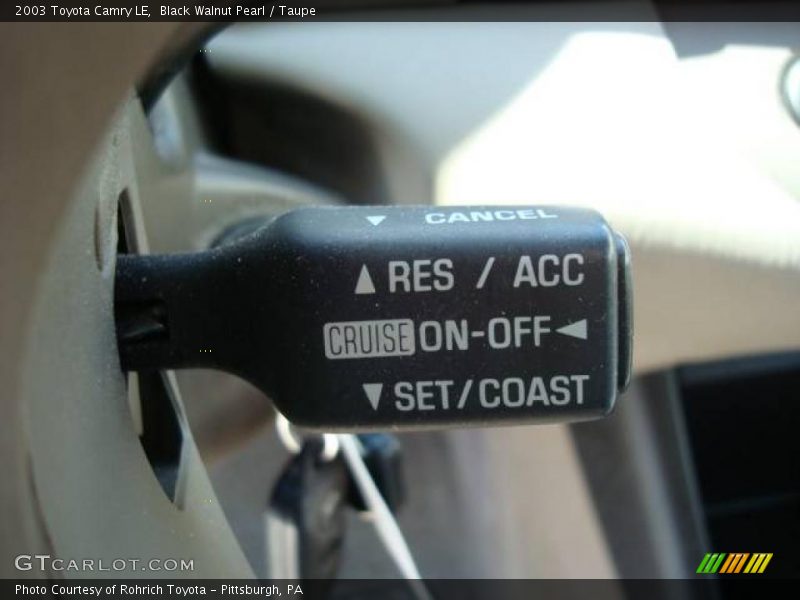 2003 Toyota Camry LE, Black Walnut Pearl / Taupe
▼ CANCEL
▲ RES / ACC
CRUISE ON-OFF ◀
▼ SET/COAST
GTCARLOT.COM
Photo Courtesy of Rohrich Toyota - Pittsburgh, PA